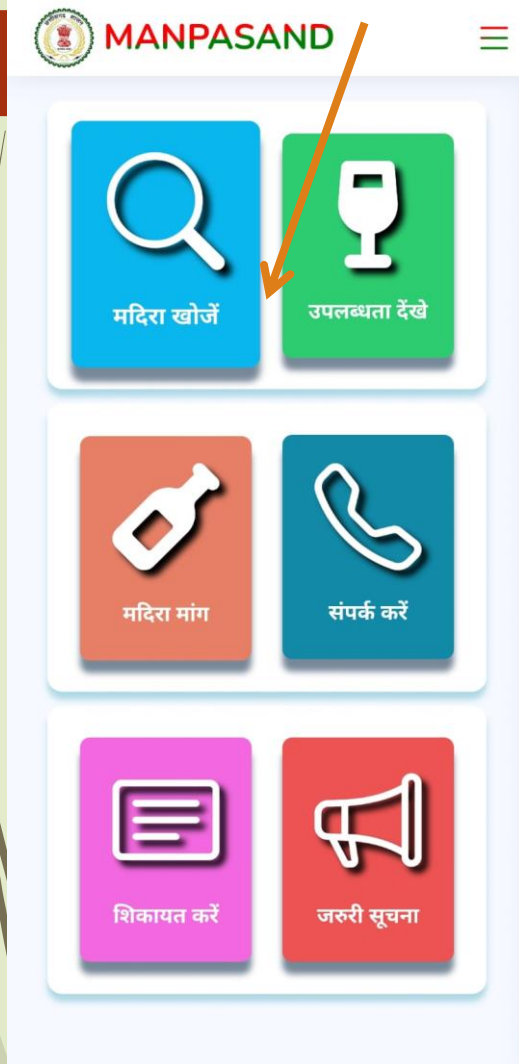 MANPASAND
मदिरा खोजें
उपलब्धता देंखे
मदिरा मांग
संपर्क करें
शिकायत करें
जरुरी सूचना